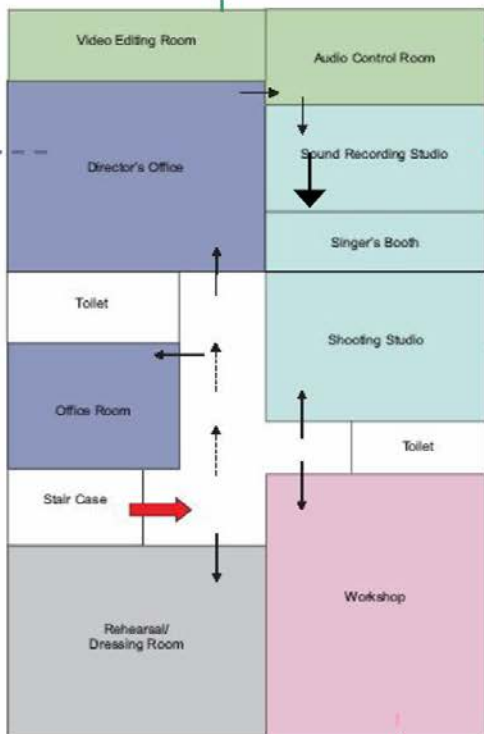 Video Editing Room
Audio Control Room
Sound Recording Studio
Director's Office
Singer's Booth
Toilet
Shooting Studio
Office Room
Toilet
Stair Case
Workshop
Rehearsal/
Dressing Room